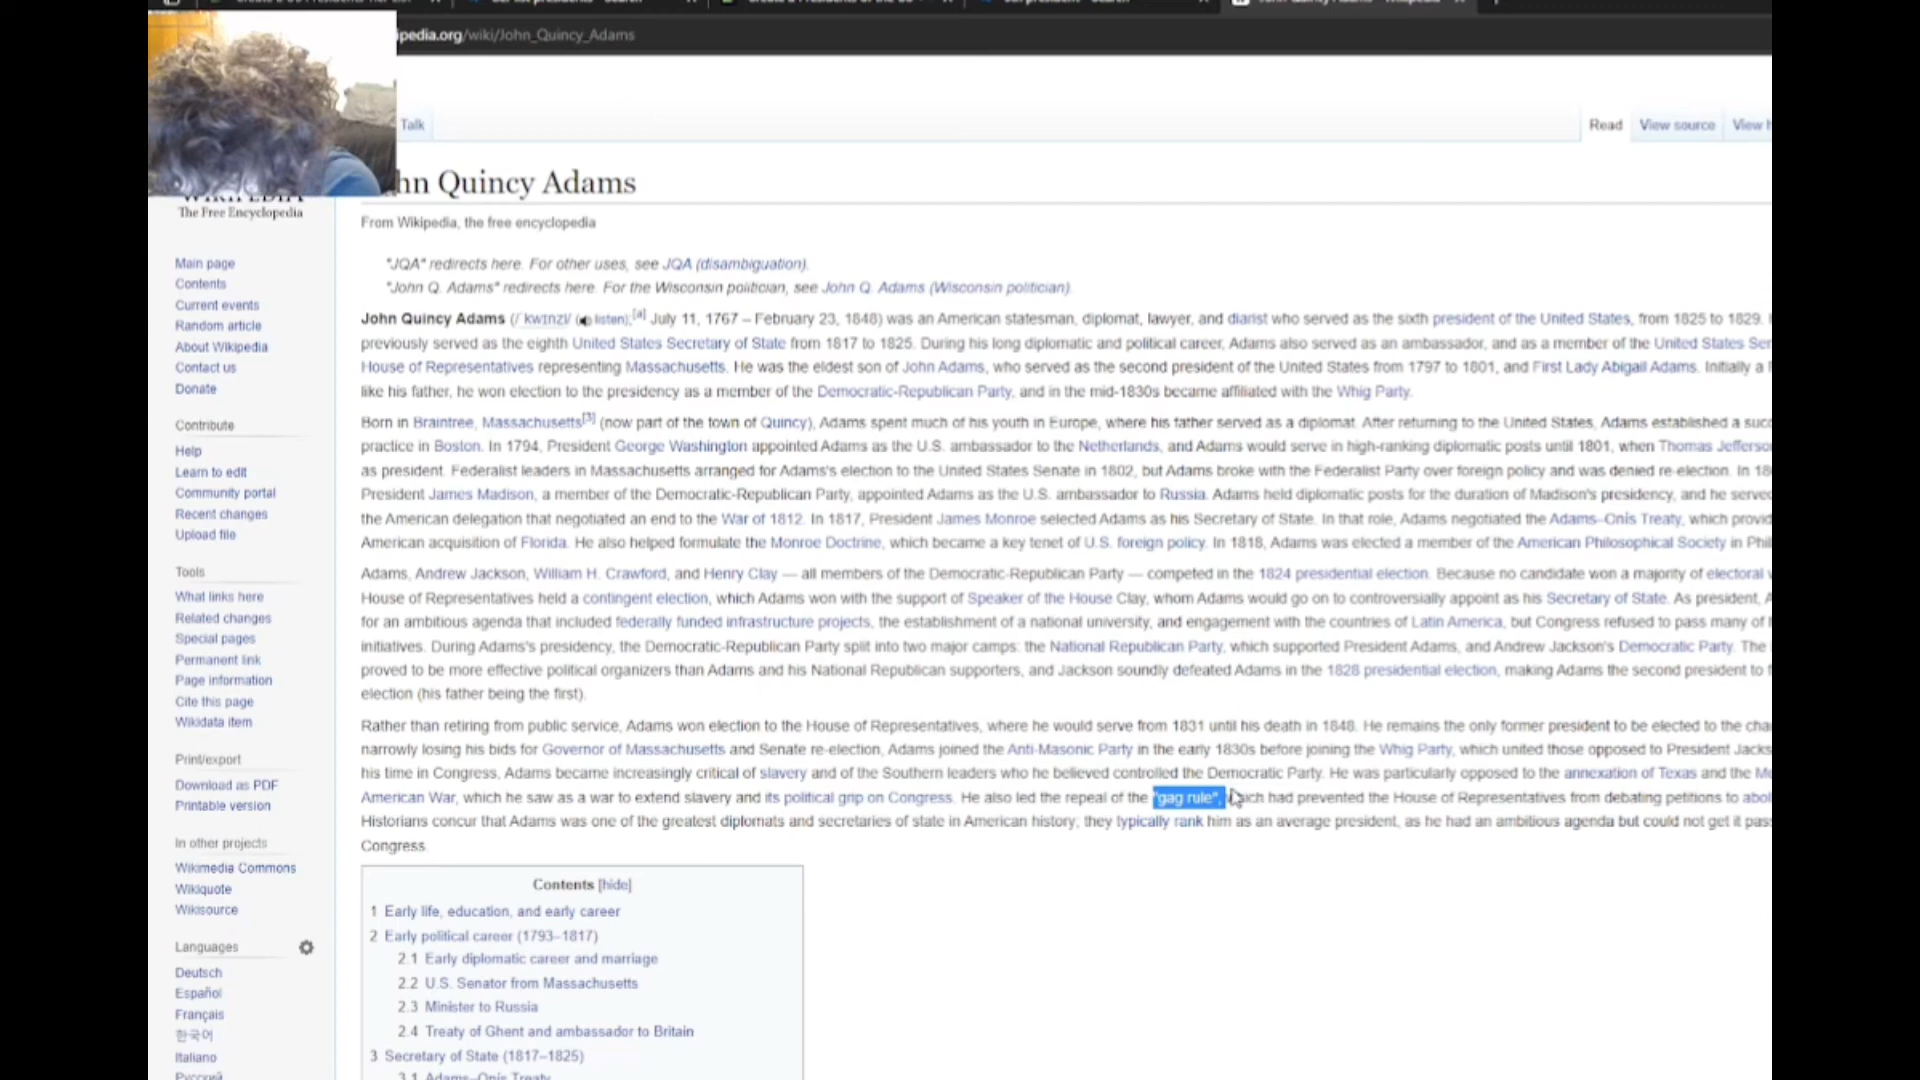 ipedia.org/wiki/John_Quincy_Adams
Talk
Read View source View h
hn Quincy Adams
WIKIPEDIA
The Free Encyclopedia
From Wikipedia, the free encyclopedia
"JQA" redirects here. For other uses, see JQA (disambiguation).
"John Q. Adams" redirects here. For the Wisconsin politician, see John Q. Adams (Wisconsin politician).
John Quincy Adams (/ˈkwɪnzi/ (listen);[a] July 11, 1767 – February 23, 1848) was an American statesman, diplomat, lawyer, and diarist who served as the sixth president of the United States, from 1825 to 1829.
previously served as the eighth United States Secretary of State from 1817 to 1825. During his long diplomatic and political career, Adams also served as an ambassador, and as a member of the United States Sen
House of Representatives representing Massachusetts. He was the eldest son of John Adams, who served as the second president of the United States from 1797 to 1801, and First Lady Abigail Adams. Initially a
like his father, he won election to the presidency as a member of the Democratic-Republican Party, and in the mid-1830s became affiliated with the Whig Party.
Born in Braintree, Massachusetts[3] (now part of the town of Quincy), Adams spent much of his youth in Europe, where his father served as a diplomat. After returning to the United States, Adams established a succ
practice in Boston. In 1794, President George Washington appointed Adams as the U.S. ambassador to the Netherlands, and Adams would serve in high-ranking diplomatic posts until 1801, when Thomas Jefferso
as president. Federalist leaders in Massachusetts arranged for Adams's election to the United States Senate in 1802, but Adams broke with the Federalist Party over foreign policy and was denied re-election. In 18
President James Madison, a member of the Democratic-Republican Party, appointed Adams as the U.S. ambassador to Russia. Adams held diplomatic posts for the duration of Madison's presidency, and he served
the American delegation that negotiated an end to the War of 1812. In 1817, President James Monroe selected Adams as his Secretary of State. In that role, Adams negotiated the Adams–Onís Treaty, which provid
American acquisition of Florida. He also helped formulate the Monroe Doctrine, which became a key tenet of U.S. foreign policy. In 1818, Adams was elected a member of the American Philosophical Society in Phil
Adams, Andrew Jackson, William H. Crawford, and Henry Clay — all members of the Democratic-Republican Party — competed in the 1824 presidential election. Because no candidate won a majority of electoral v
House of Representatives held a contingent election, which Adams won with the support of Speaker of the House Clay, whom Adams would go on to controversially appoint as his Secretary of State. As president, A
for an ambitious agenda that included federally funded infrastructure projects, the establishment of a national university, and engagement with the countries of Latin America, but Congress refused to pass many of h
initiatives. During Adams's presidency, the Democratic-Republican Party split into two major camps: the National Republican Party, which supported President Adams, and Andrew Jackson's Democratic Party. The
proved to be more effective political organizers than Adams and his National Republican supporters, and Jackson soundly defeated Adams in the 1828 presidential election, making Adams the second president to f
election (his father being the first).
Rather than retiring from public service, Adams won election to the House of Representatives, where he would serve from 1831 until his death in 1848. He remains the only former president to be elected to the cha
narrowly losing his bids for Governor of Massachusetts and Senate re-election, Adams joined the Anti-Masonic Party in the early 1830s before joining the Whig Party, which united those opposed to President Jacks
his time in Congress, Adams became increasingly critical of slavery and of the Southern leaders who he believed controlled the Democratic Party. He was particularly opposed to the annexation of Texas and the Me
American War, which he saw as a war to extend slavery and its political grip on Congress. He also led the repeal of the "gag rule", which had prevented the House of Representatives from debating petitions to abol
Historians concur that Adams was one of the greatest diplomats and secretaries of state in American history; they typically rank him as an average president, as he had an ambitious agenda but could not get it pas
Congress.
Contents [hide]
1 Early life, education, and early career
2 Early political career (1793–1817)
2.1 Early diplomatic career and marriage
2.2 U.S. Senator from Massachusetts
2.3 Minister to Russia
2.4 Treaty of Ghent and ambassador to Britain
3 Secretary of State (1817–1825)
3.1 Adams–Onís Treaty
Main page
Contents
Current events
Random article
About Wikipedia
Contact us
Donate
Contribute
Help
Learn to edit
Community portal
Recent changes
Upload file
Tools
What links here
Related changes
Special pages
Permanent link
Page information
Cite this page
Wikidata item
Print/export
Download as PDF
Printable version
In other projects
Wikimedia Commons
Wikiquote
Wikisource
Languages
Deutsch
Español
Français
한국어
Italiano
Русский